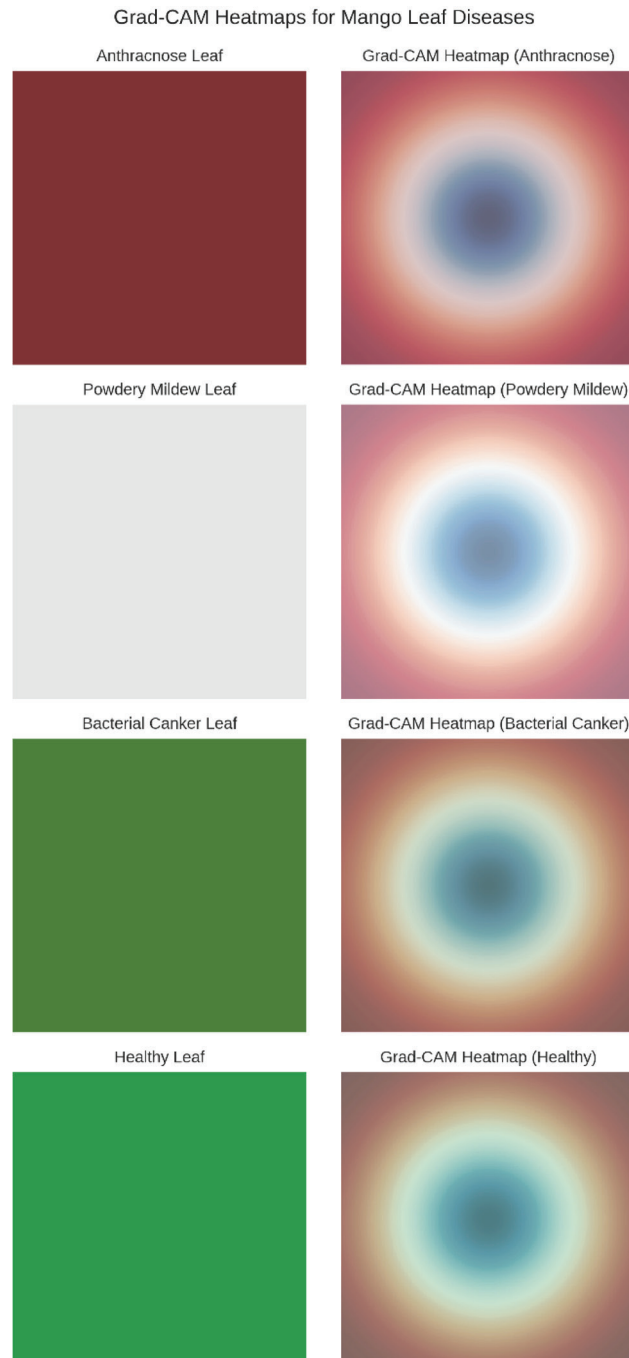 Grad-CAM Heatmaps for Mango Leaf Diseases
Anthracnose Leaf
Grad-CAM Heatmap (Anthracnose)
Powdery Mildew Leaf
Grad-CAM Heatmap (Powdery Mildew)
Bacterial Canker Leaf
Grad-CAM Heatmap (Bacterial Canker)
Healthy Leaf
Grad-CAM Heatmap (Healthy)